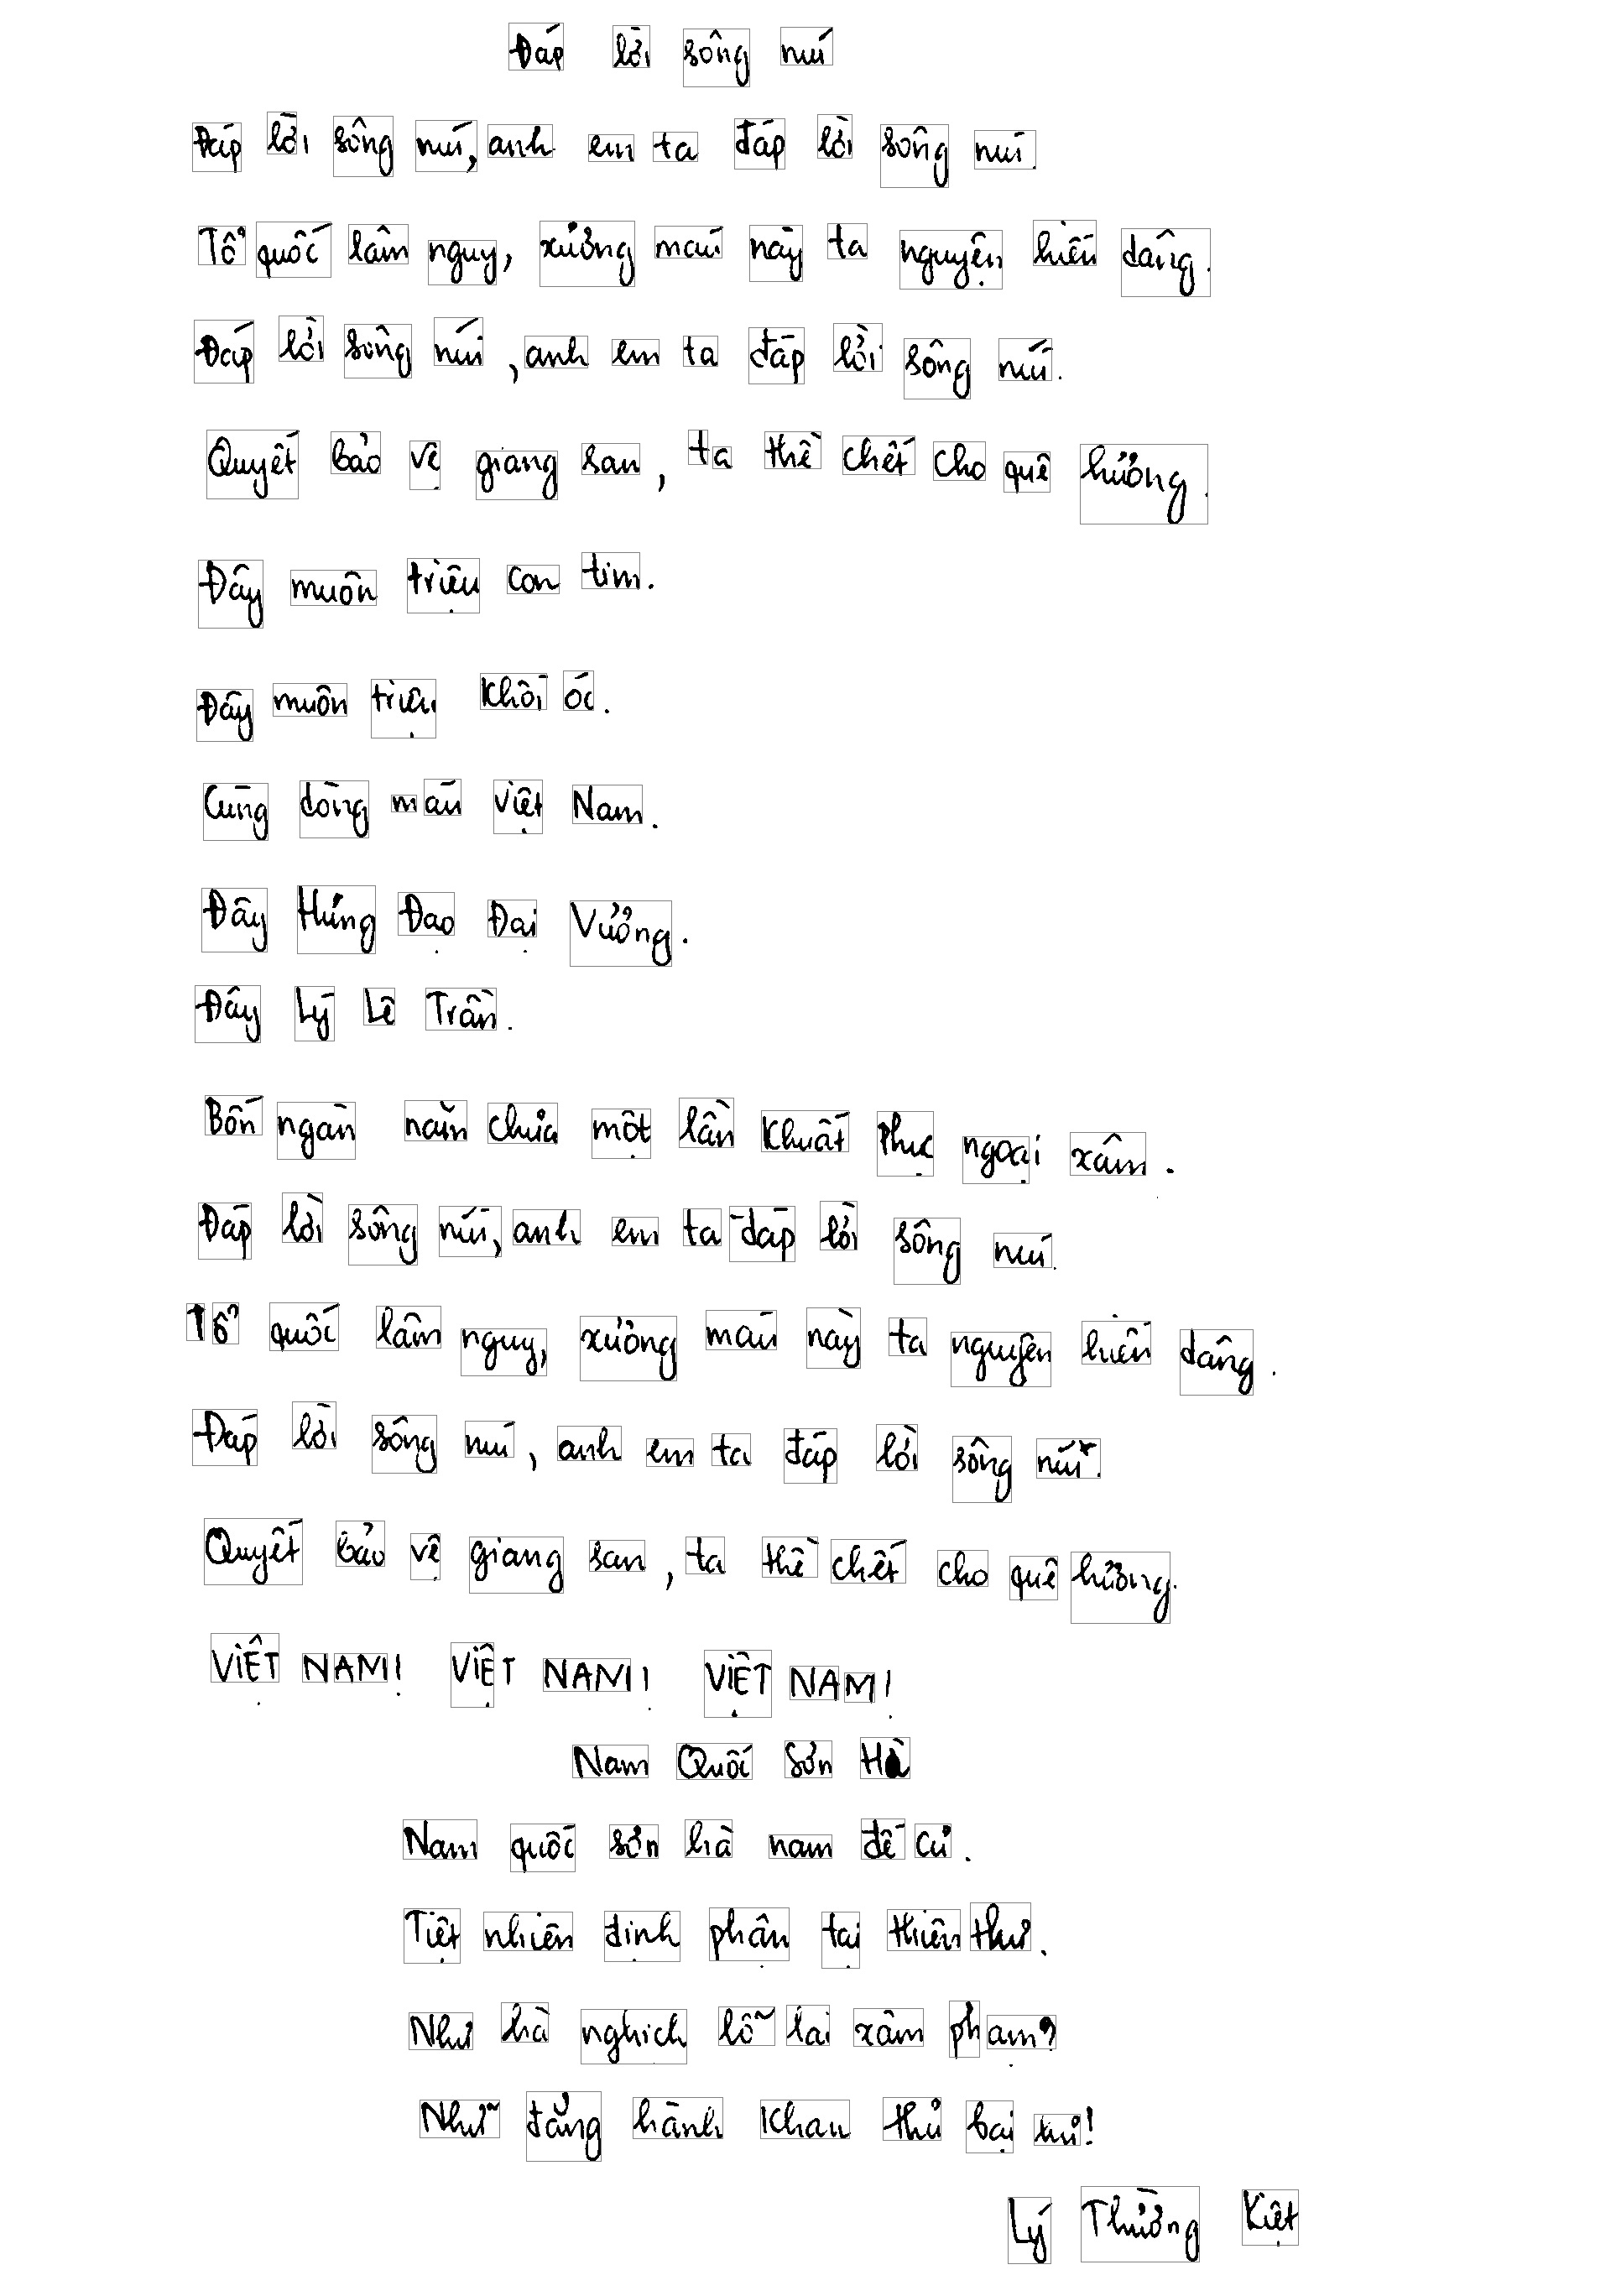 Đáp lời sông núi
Đáp lời sông núi, anh em ta đáp lời sông núi.
Tổ quốc lâm nguy, xương máu này ta nguyện hiến dâng.
Đáp lời sông núi, anh em ta đáp lời sông núi.
Quyết bảo vệ giang san, ta thề chết cho quê hương.
Đây muôn triệu con tim.
Đây muôn triệu khối óc.
Cùng dòng máu Việt Nam.
Đây Hưng Đạo Đại Vương.
Đây Lý Lê Trần.
Bốn ngàn năm chưa một lần khuất phục ngoại xâm.
Đáp lời sông núi, anh em ta đáp lời sông núi.
Tổ quốc lâm nguy, xương máu này ta nguyện hiến dâng.
Đáp lời sông núi, anh em ta đáp lời sông núi.
Quyết bảo vệ giang san, ta thề chết cho quê hương.
VIỆT NAM! VIỆT NAM! VIỆT NAM!
Nam Quốc Sơn Hà
Nam quốc sơn hà nam đế cư.
Tiệt nhiên định phận tại thiên thư.
Như hà nghịch lỗ lai xâm phạm?
Như đẳng hành khan thủ bại hư!
Lý Thường Kiệt